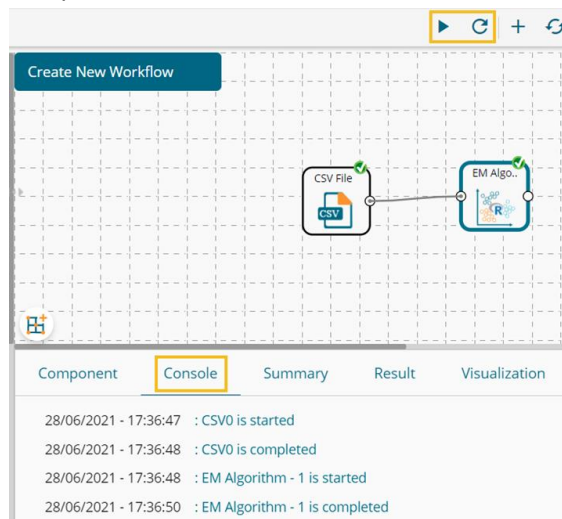 Create New Workflow
CSV File
CSV
EM Algo..
R
Component Console Summary Result Visualization
28/06/2021 - 17:36:47 : CSV0 is started
28/06/2021 - 17:36:48 : CSV0 is completed
28/06/2021 - 17:36:48 : EM Algorithm - 1 is started
28/06/2021 - 17:36:50 : EM Algorithm - 1 is completed